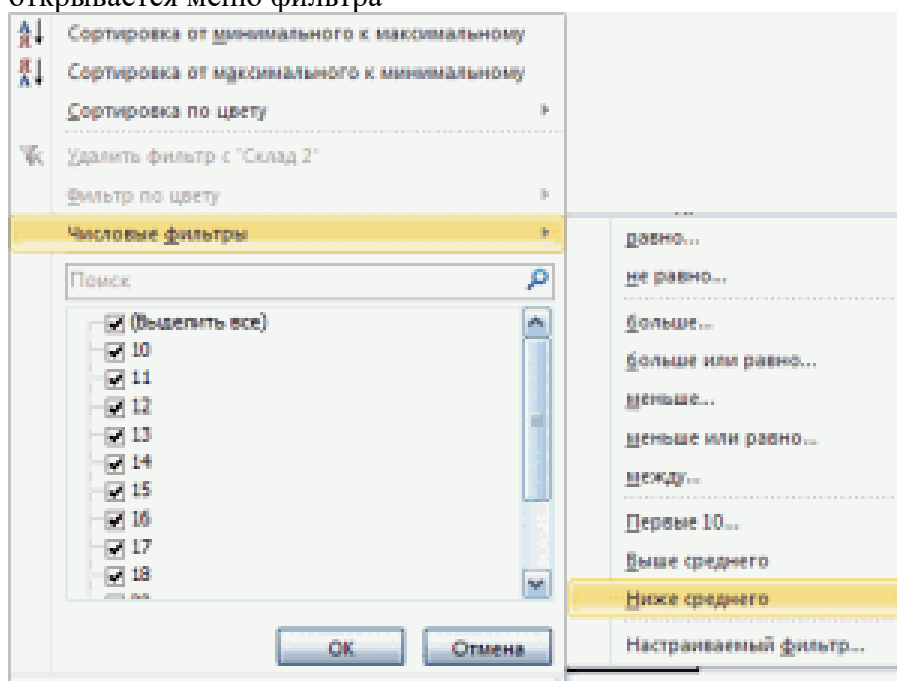 открывается меню фильтра
Сортировка от минимального к максимальному
Сортировка от максимального к минимальному
Сортировка по цвету
Удалить фильтр с "Склад 2"
Фильтр по цвету
Числовые фильтры
Поиск
(Выделить все)
10
11
12
13
14
15
16
17
18
ОК
Отмена
равно...
не равно...
больше...
больше или равно...
меньше...
меньше или равно...
между...
Первые 10...
Выше среднего
Ниже среднего
Настраиваемый фильтр...